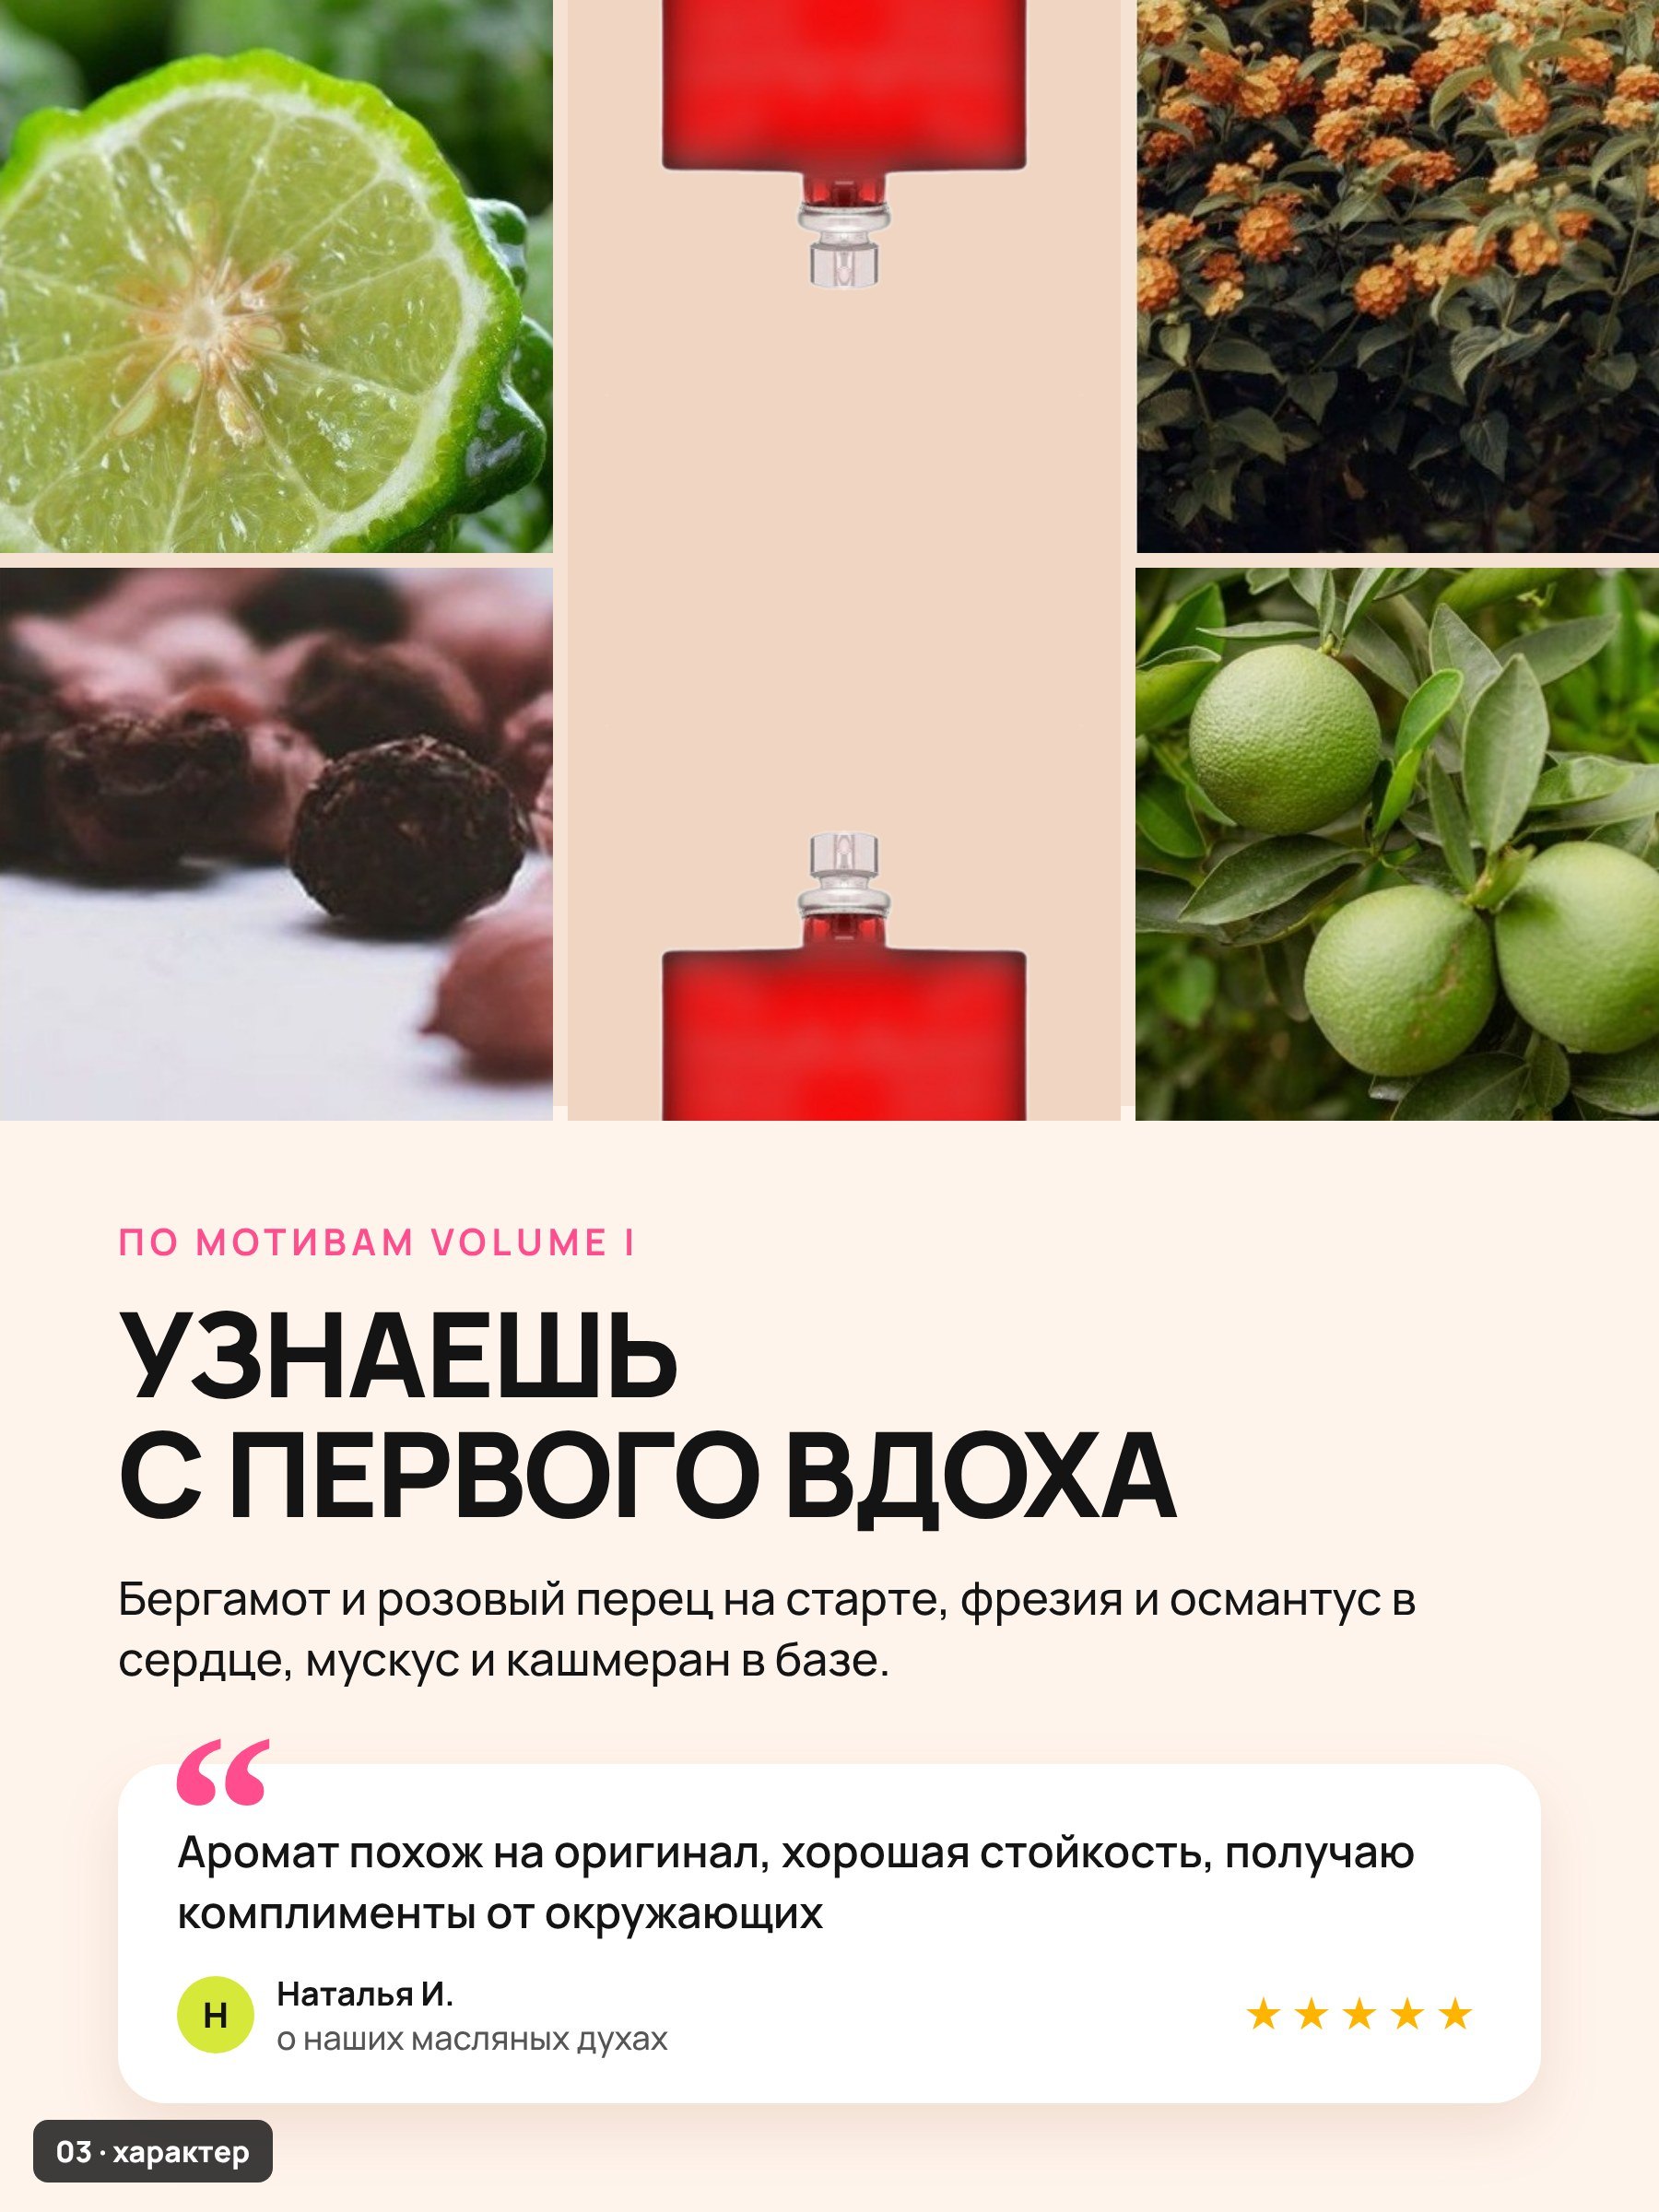 ПО МОТИВАМ VOLUME I
УЗНАЕШЬ
С ПЕРВОГО ВДОХА
Бергамот и розовый перец на старте, фрезия и османтус в
сердце, мускус и кашмеран в базе.
“
Аромат похож на оригинал, хорошая стойкость, получаю
комплименты от окружающих
Н
Наталья И.
о наших масляных духах
★★★★★
03 · характер